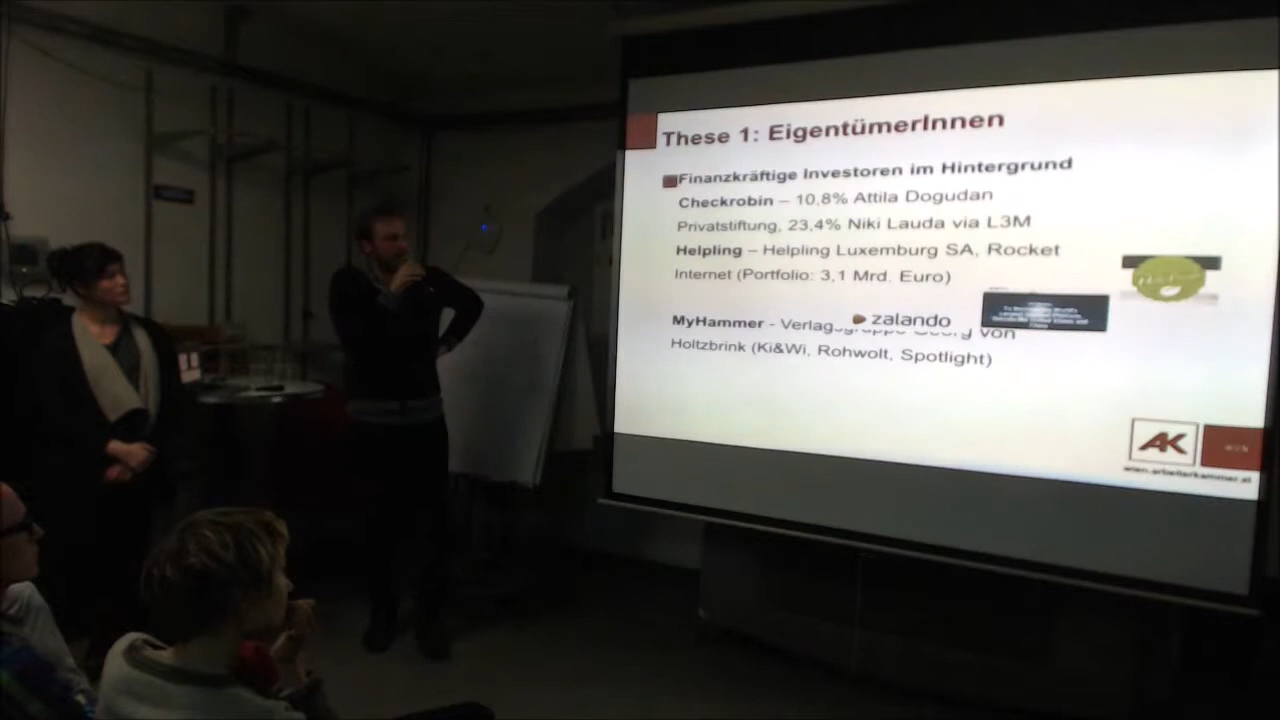 These 1: EigentümerInnen
Finanzkräftige Investoren im Hintergrund
Checkrobin – 10,8% Attila Dogudan
Privatstiftung, 23,4% Niki Lauda via L3M
Helpling – Helpling Luxemburg SA, Rocket
Internet (Portfolio: 3,1 Mrd. Euro)
zalando
MyHammer - Verlagsgruppe Georg von
Holtzbrink (Ki&Wi, Rohwolt, Spotlight)
AK
WIEN
wien.arbeiterkammer.at